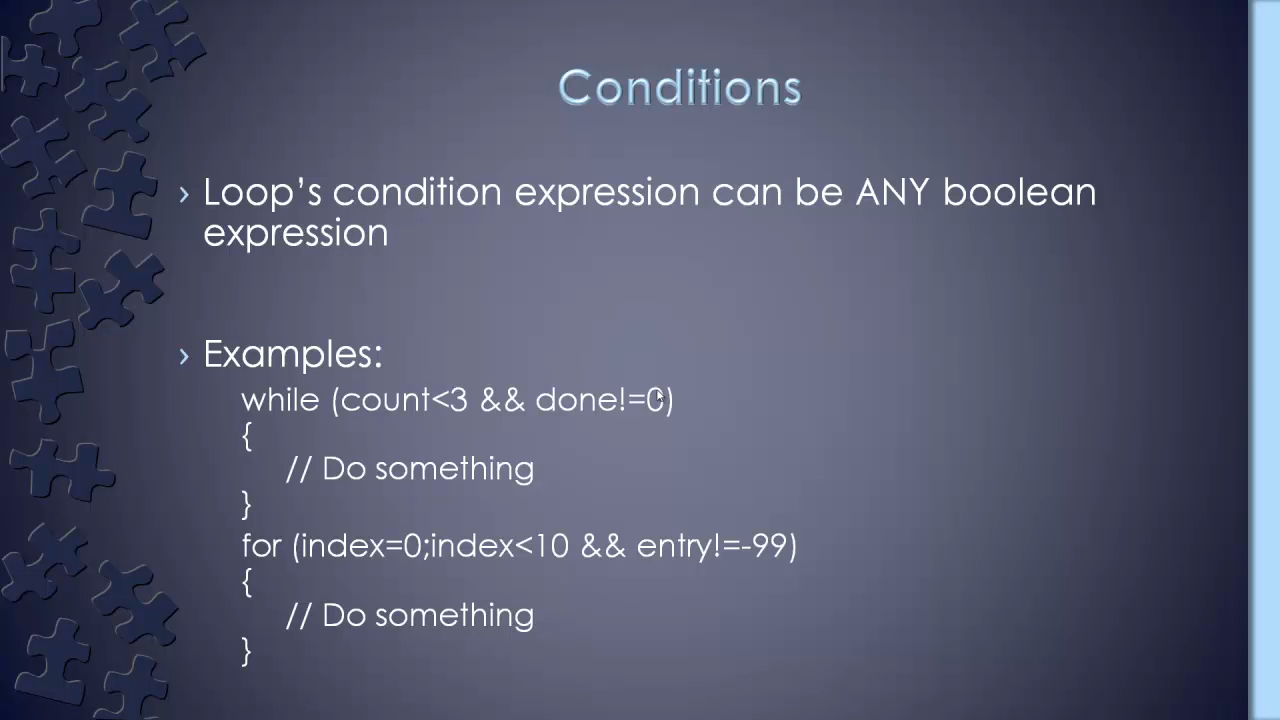 Conditions
› Loop’s condition expression can be ANY boolean
expression
› Examples:
while (count<3 && done!=0)
{
// Do something
}
for (index=0;index<10 && entry!=-99)
{
// Do something
}